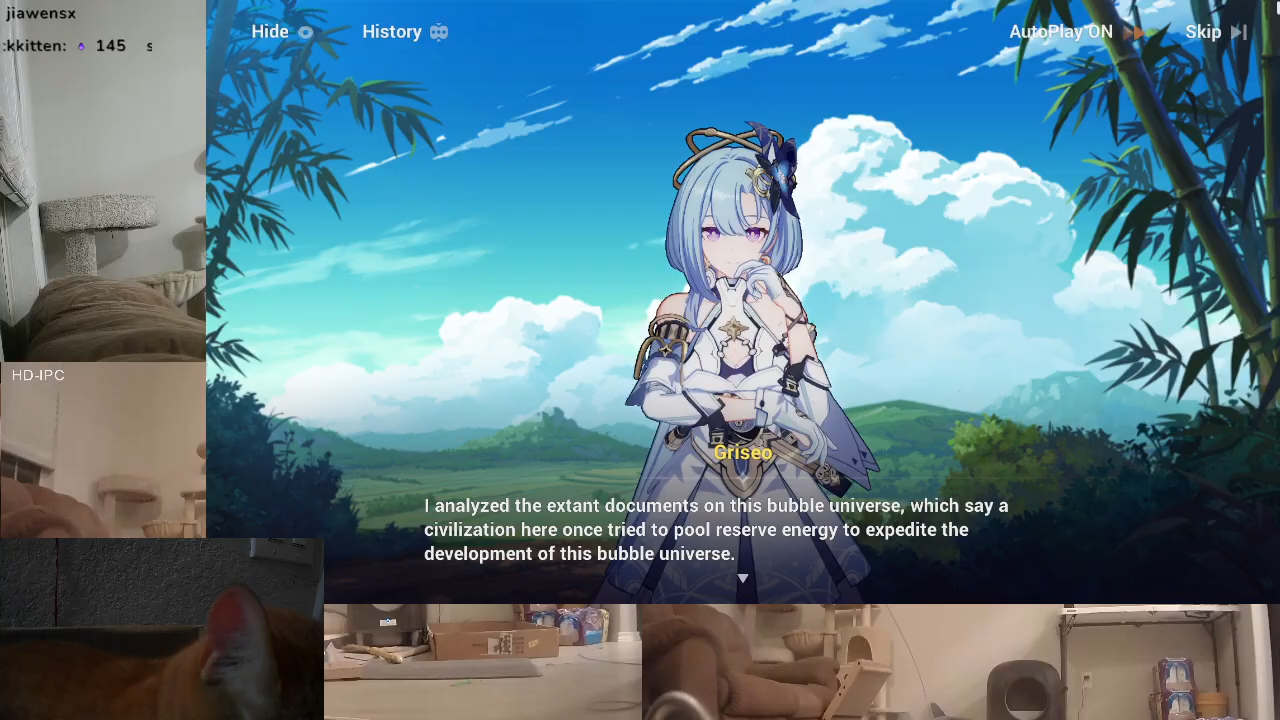 jiawensx
:kkitten: 145 s
Hide
History
AutoPlay ON
Skip
HD-IPC
Griseo
I analyzed the extant documents on this bubble universe, which say a
civilization here once tried to pool reserve energy to expedite the
development of this bubble universe.